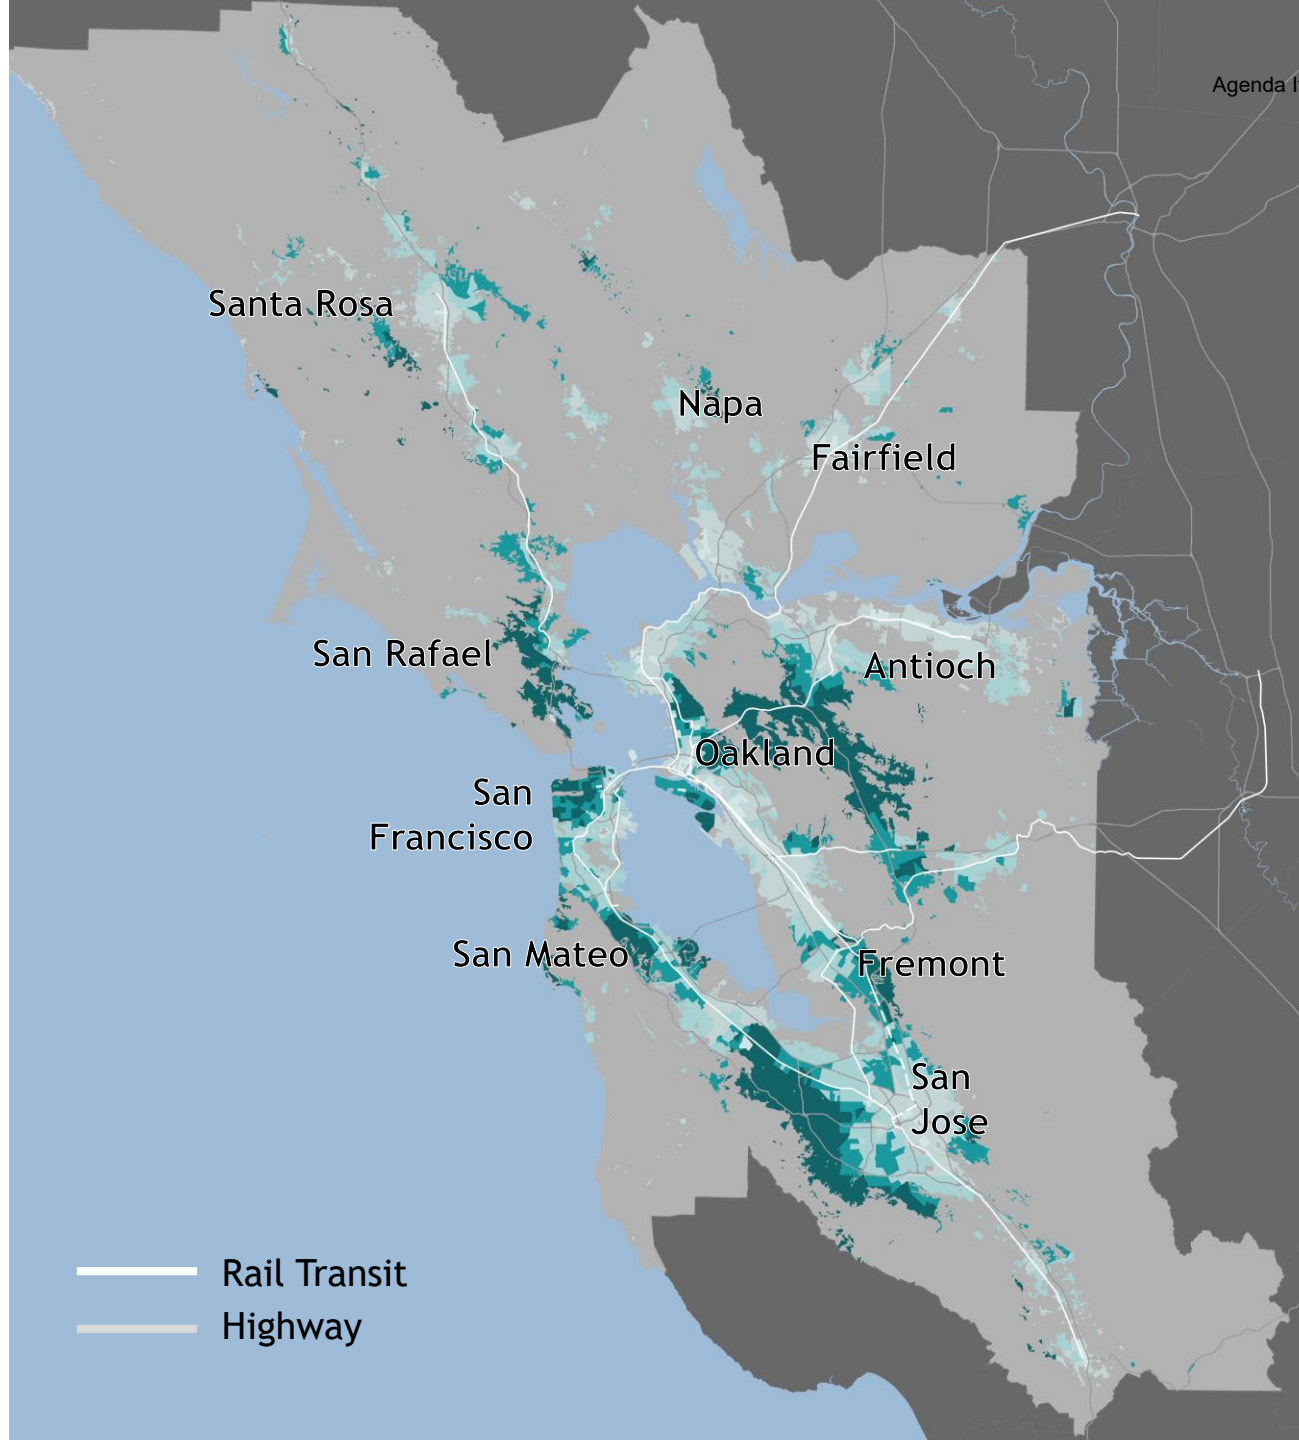 Agenda I
Santa Rosa
Napa
Fairfield
San Rafael
Antioch
Oakland
San
Francisco
San Mateo
Fremont
San
Jose
Rail Transit
Highway